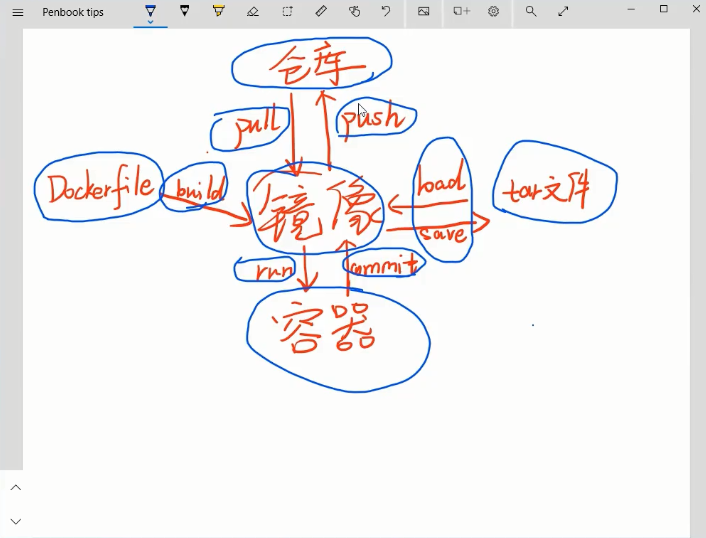 Penbook tips
仓库
pull
push
Dockerfile
build
镜像
load
save
tar文件
run
commit
容器